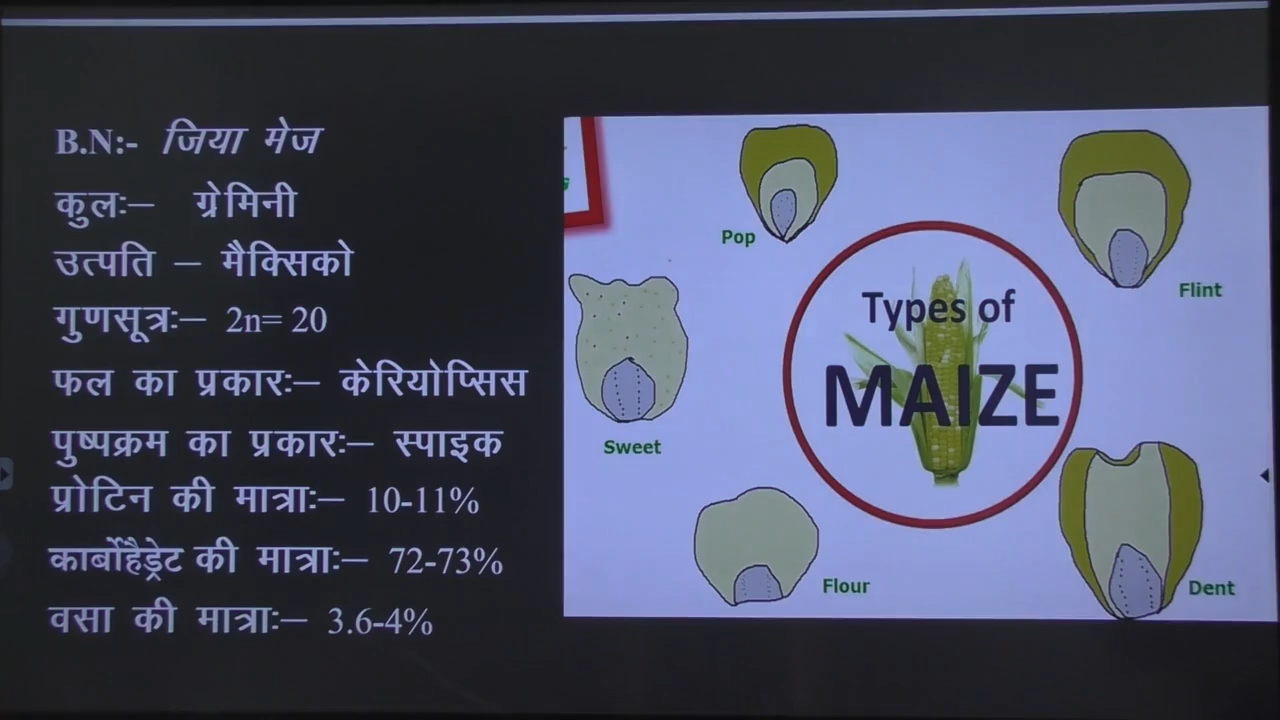 B.N:- जिया मेज
कुलः– ग्रेमिनी
उत्पति – मैक्सिको
गुणसूत्रः– 2n= 20
फल का प्रकारः– केरियोप्सिस
पुष्पक्रम का प्रकारः– स्पाइक
प्रोटिन की मात्राः– 10-11%
कार्बोहैड्रेट की मात्राः– 72-73%
वसा की मात्राः– 3.6-4%
Pop
Flint
Types of
MAIZE
Sweet
Flour
Dent